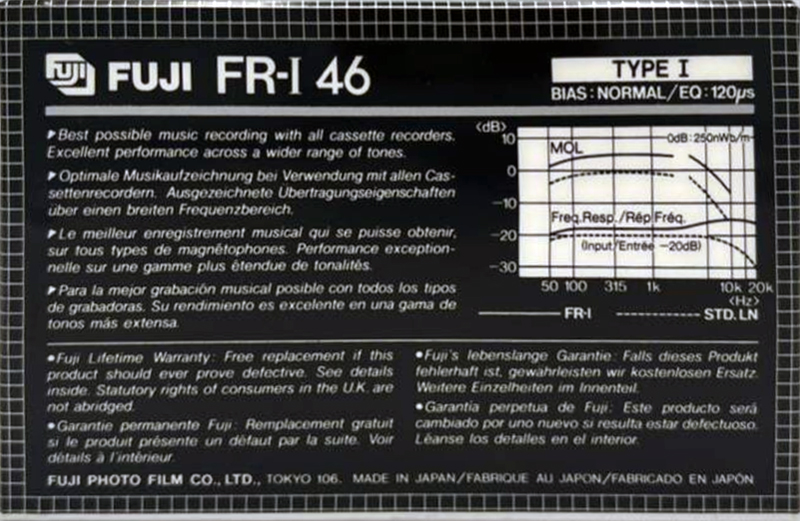 FUJI FUJI FR-I 46
TYPE I
BIAS: NORMAL/EQ: 120μs
▶Best possible music recording with all cassette recorders.
Excellent performance across a wider range of tones.
▶Optimale Musikaufzeichnung bei Verwendung mit allen Cas-
settenrecordern. Ausgezeichnete Übertragungseigenschaften
über einen breiten Frequenzbereich.
▶Le meilleur enregistrement musical qui se puisse obtenir,
sur tous types de magnétophones. Performance exception-
nelle sur une gamme plus étendue de tonalités.
▶Para la mejor grabación musical posible con todos los tipos
de grabadoras. Su rendimiento es excelente en una gama de
tonos más extensa.
<dB>
10
0
-10
-20
-30
0dB: 250nWb/m
MOL
Freq.Resp./Rép Fréq.
(Input/Entrée -20dB)
50 100 315 1k 10k 20k
<Hz>
FR-I STD. LN
●Fuji Lifetime Warranty: Free replacement if this
product should ever prove defective. See details
inside. Statutory rights of consumers in the U.K. are
not abridged.
●Garantie permanente Fuji: Remplacement gratuit
si le produit présente un défaut par la suite. Voir
détails à l'intérieur.
●Fuji's lebenslange Garantie: Falls dieses Produkt
fehlerhaft ist, gewährleisten wir kostenlosen Ersatz.
Weitere Einzelheiten im Innenteil.
●Garantía perpetua de Fuji: Este producto será
cambiado por uno nuevo si resulta estar defectuoso.
Léanse los detalles en el interior.
FUJI PHOTO FILM CO., LTD., TOKYO 106. MADE IN JAPAN/FABRIQUE AU JAPON/FABRICADO EN JAPÓN